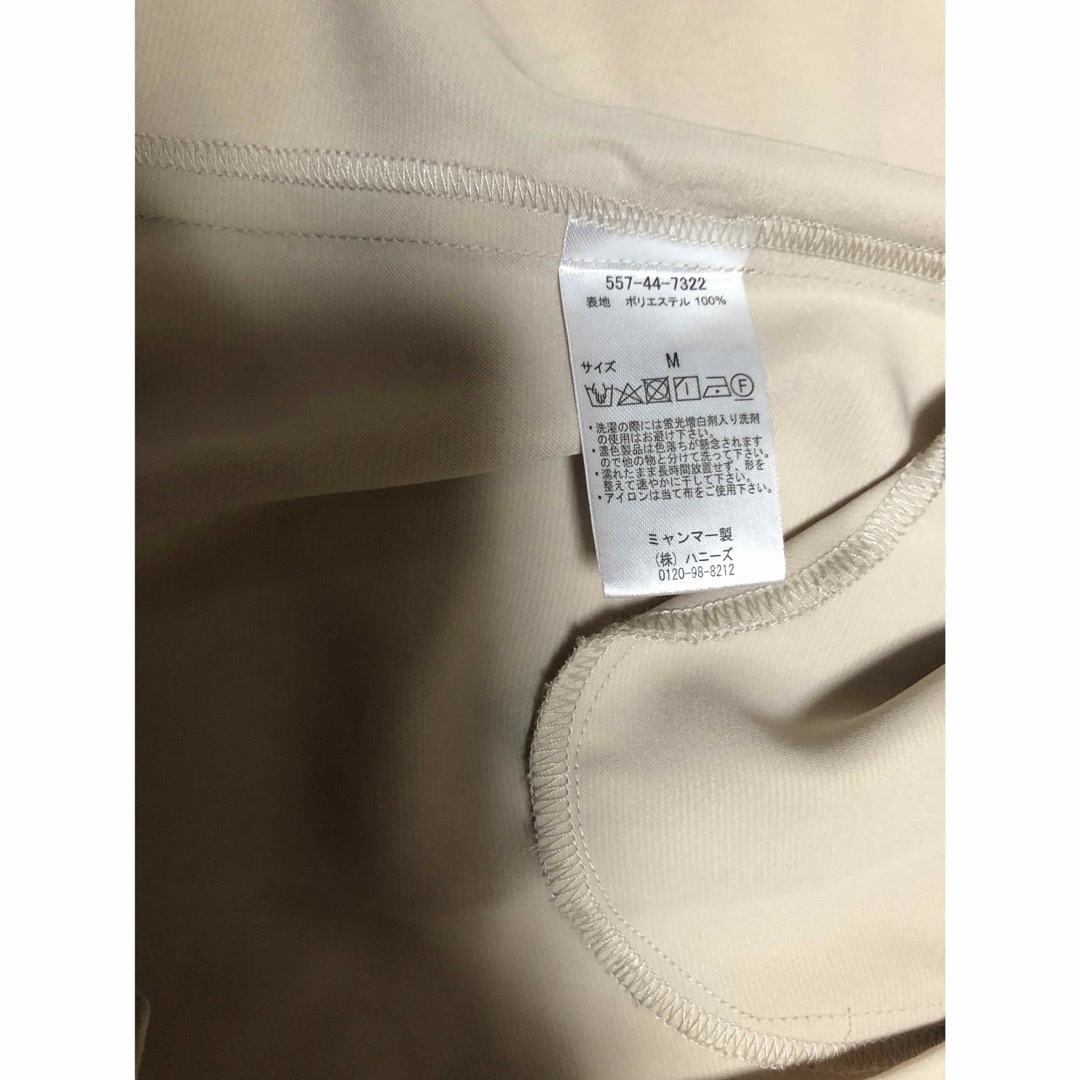 557-44-7322
表地 ポリエステル 100%
サイズ M
F
・洗濯の際には蛍光増白剤入り洗剤
の使用はお避け下さい。
・濃色製品は色落ちが懸念されます
ので他の物と分けて洗って下さい。
・濡れたまま長時間放置せず、形を
整えて速やかに干して下さい。
・アイロンは当て布をご使用下さい。
ミャンマー製
(株) ハニーズ
0120-98-8212